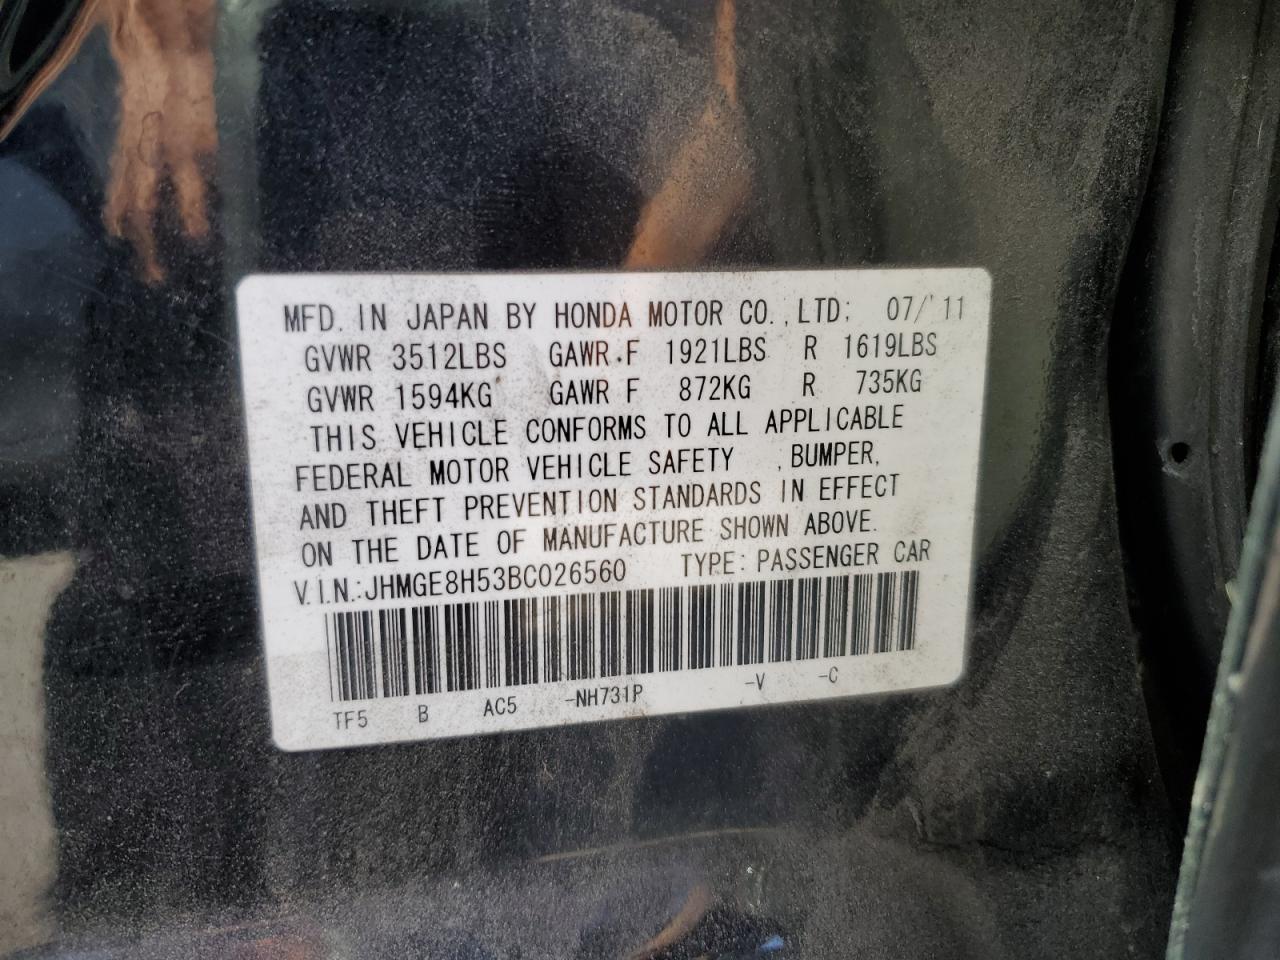 MFD. IN JAPAN BY HONDA MOTOR CO., LTD; 07/'11
GVWR 3512LBS GAWR F 1921LBS R 1619LBS
GVWR 1594KG GAWR F 872KG R 735KG
THIS VEHICLE CONFORMS TO ALL APPLICABLE
FEDERAL MOTOR VEHICLE SAFETY , BUMPER,
AND THEFT PREVENTION STANDARDS IN EFFECT
ON THE DATE OF MANUFACTURE SHOWN ABOVE.
V.I.N.:JHMGE8H53BC026560 TYPE: PASSENGER CAR
TF5 B AC5 -NH731P -V -C